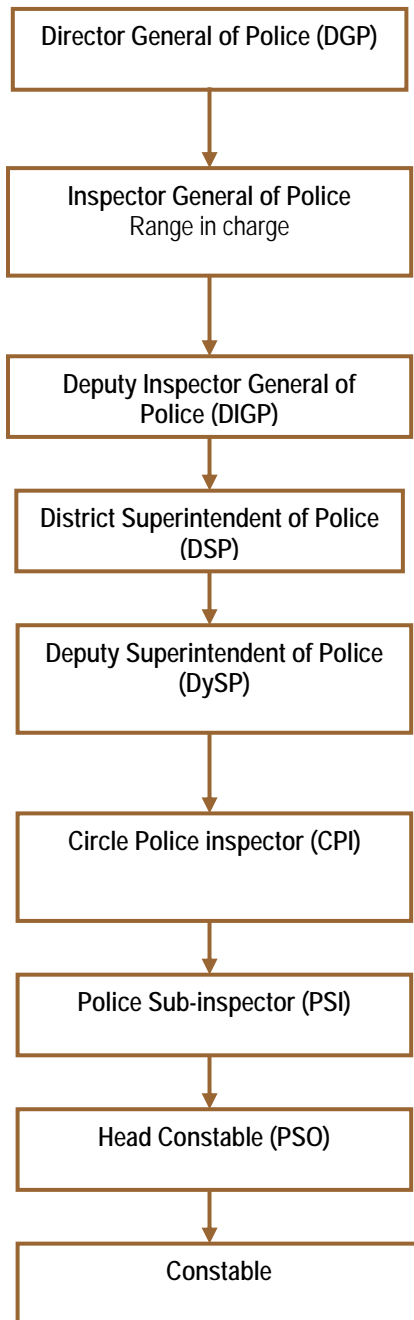 Director General of Police (DGP)
Inspector General of Police
Range in charge
Deputy Inspector General of
Police (DIGP)
District Superintendent of Police
(DSP)
Deputy Superintendent of Police
(DySP)
Circle Police inspector (CPI)
Police Sub-inspector (PSI)
Head Constable (PSO)
Constable